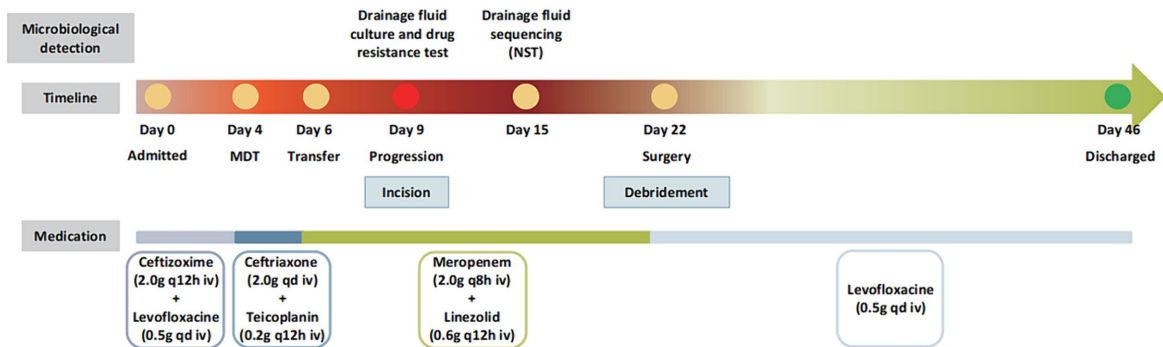 Microbiological
detection
Drainage fluid
culture and drug
resistance test
Drainage fluid
sequencing
(NST)
Timeline
Day 0
Admitted
Day 4
MDT
Day 6
Transfer
Day 9
Progression
Incision
Day 15
Day 22
Surgery
Debridement
Day 46
Discharged
Medication
Ceftizoxime
(2.0g q12h iv)
+
Levofloxacine
(0.5g qd iv)
Ceftriaxone
(2.0g qd iv)
+
Teicoplanin
(0.2g q12h iv)
Meropenem
(2.0g q8h iv)
+
Linezolid
(0.6g q12h iv)
Levofloxacine
(0.5g qd iv)